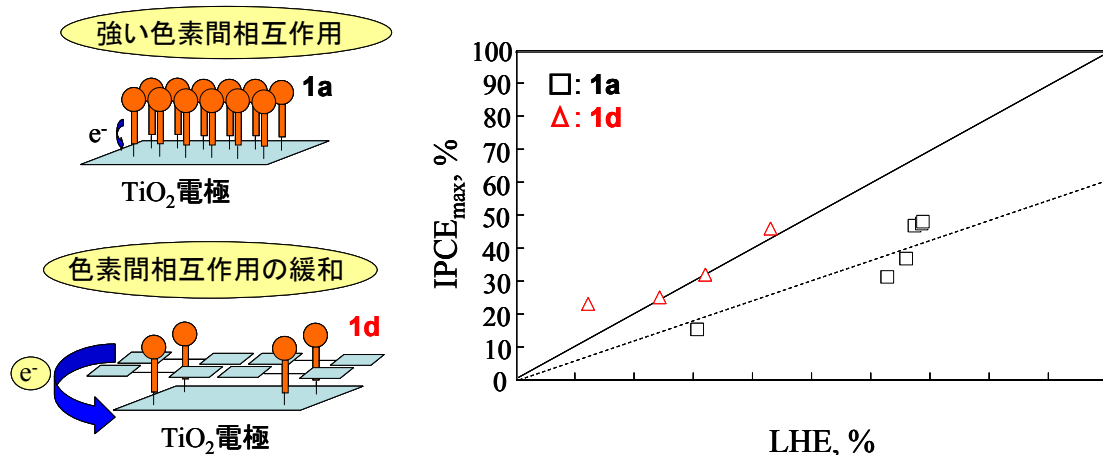 強い色素間相互作用
1a
e-
TiO2電極
色素間相互作用の緩和
1d
e-
TiO2電極
□: 1a
△: 1d
IPCEmax, %
100
90
80
70
60
50
40
30
20
10
0
LHE, %